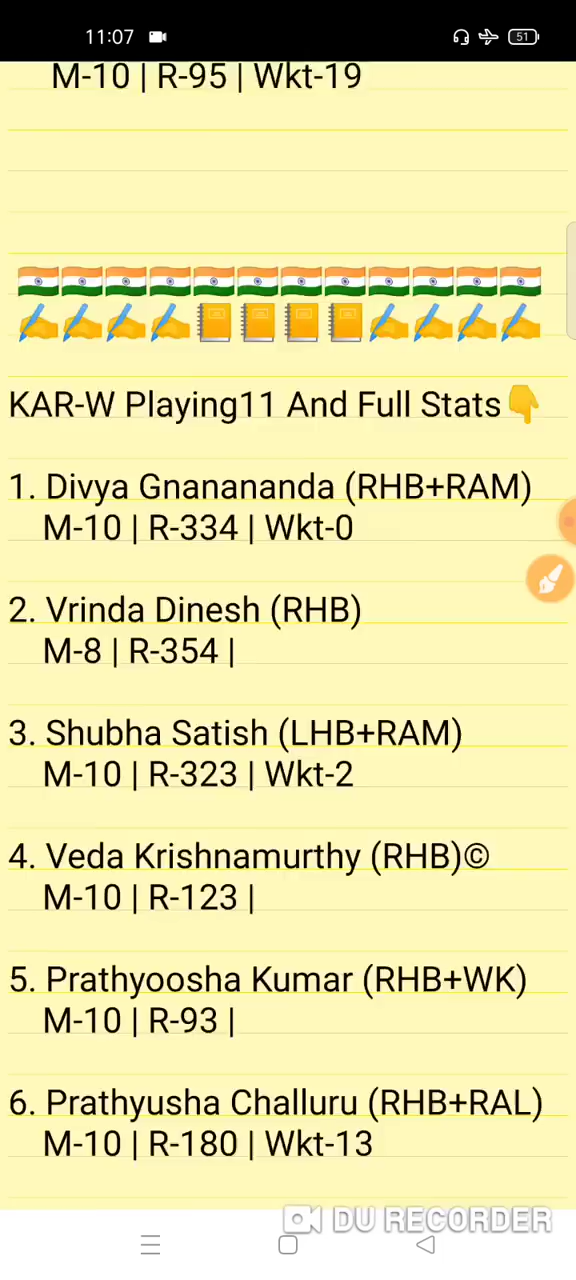 11:07
51
M-10 | R-95 | Wkt-19
🇮🇳🇮🇳🇮🇳🇮🇳🇮🇳🇮🇳🇮🇳🇮🇳🇮🇳🇮🇳🇮🇳🇮🇳
✍️✍️✍️✍️📒📒📒📒✍️✍️✍️✍️
KAR-W Playing11 And Full Stats👇
1. Divya Gnanananda (RHB+RAM)
M-10 | R-334 | Wkt-0
2. Vrinda Dinesh (RHB)
M-8 | R-354 |
3. Shubha Satish (LHB+RAM)
M-10 | R-323 | Wkt-2
4. Veda Krishnamurthy (RHB)©
M-10 | R-123 |
5. Prathyoosha Kumar (RHB+WK)
M-10 | R-93 |
6. Prathyusha Challuru (RHB+RAL)
M-10 | R-180 | Wkt-13
DU RECORDER